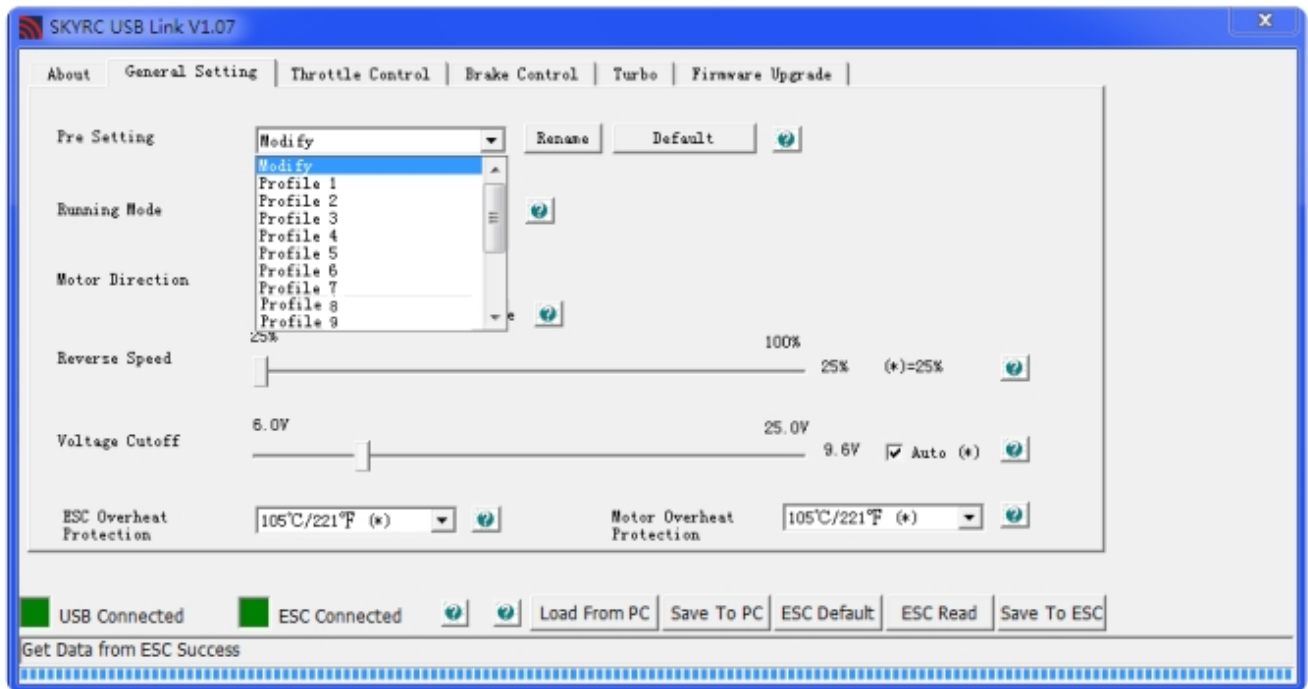 SKYRC USB Link V1.07
x
About General Setting Throttle Control Brake Control Turbo Firmware Upgrade
Pre Setting Modify Rename Default ?
Modify
Profile 1
Profile 2
Running Mode ?
Profile 3
Profile 4
Profile 5
Profile 6
Motor Direction
Profile 7
Profile 8
Profile 9 e ?
25% 100%
Reverse Speed 25% (*)=25% ?
6.0V 25.0V
Voltage Cutoff 9.6V Auto (*) ?
ESC Overheat Protection 105℃/221℉ (*) ? Motor Overheat Protection 105℃/221℉ (*) ?
USB Connected ESC Connected ? ? Load From PC Save To PC ESC Default ESC Read Save To ESC
Get Data from ESC Success